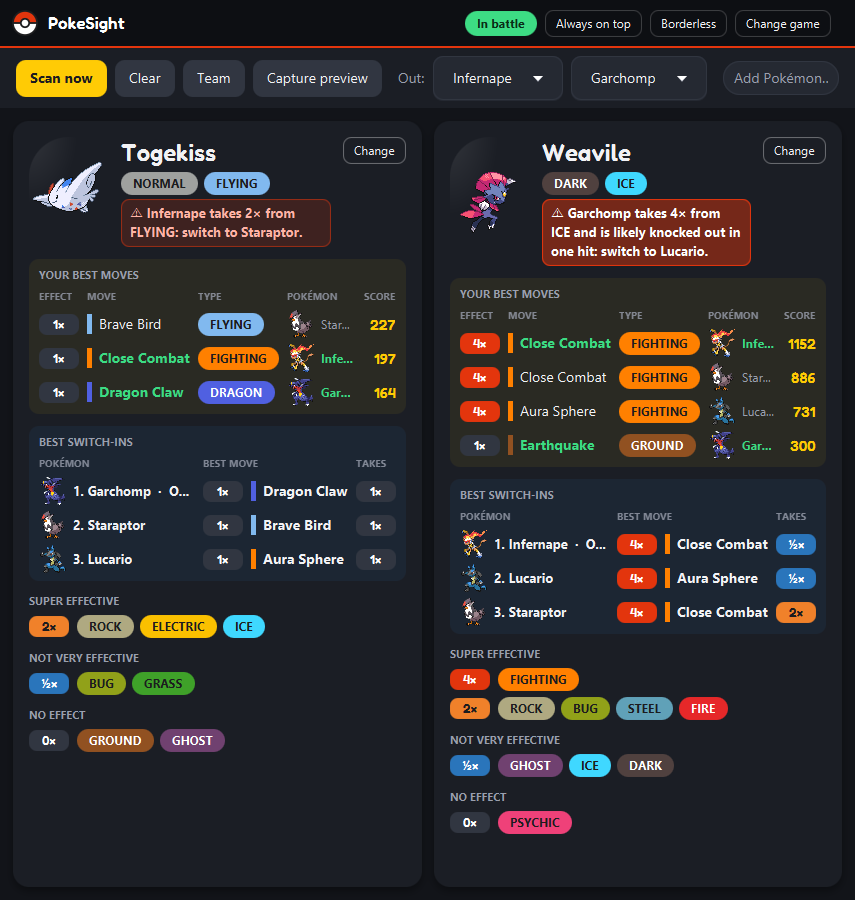 PokeSight
In battle
Always on top
Borderless
Change game
Scan now
Clear
Team
Capture preview
Out:
Infernape
Garchomp
Add Pokémon..
Togekiss
Change
NORMAL FLYING
⚠ Infernape takes 2× from
FLYING: switch to Staraptor.
YOUR BEST MOVES
EFFECT MOVE TYPE POKÉMON SCORE
1× Brave Bird FLYING Star... 227
1× Close Combat FIGHTING Infe... 197
1× Dragon Claw DRAGON Gar... 164
BEST SWITCH-INS
POKÉMON BEST MOVE TAKES
1. Garchomp · O... 1× Dragon Claw 1×
2. Staraptor 1× Brave Bird 1×
3. Lucario 1× Aura Sphere 1×
SUPER EFFECTIVE
2× ROCK ELECTRIC ICE
NOT VERY EFFECTIVE
½× BUG GRASS
NO EFFECT
0× GROUND GHOST
Weavile
Change
DARK ICE
⚠ Garchomp takes 4× from
ICE and is likely knocked out in
one hit: switch to Lucario.
YOUR BEST MOVES
EFFECT MOVE TYPE POKÉMON SCORE
4× Close Combat FIGHTING Infe... 1152
4× Close Combat FIGHTING Star... 886
4× Aura Sphere FIGHTING Luca... 731
1× Earthquake GROUND Gar... 300
BEST SWITCH-INS
POKÉMON BEST MOVE TAKES
1. Infernape · O... 4× Close Combat ½×
2. Lucario 4× Aura Sphere ½×
3. Staraptor 4× Close Combat 2×
SUPER EFFECTIVE
4× FIGHTING
2× ROCK BUG STEEL FIRE
NOT VERY EFFECTIVE
½× GHOST ICE DARK
NO EFFECT
0× PSYCHIC